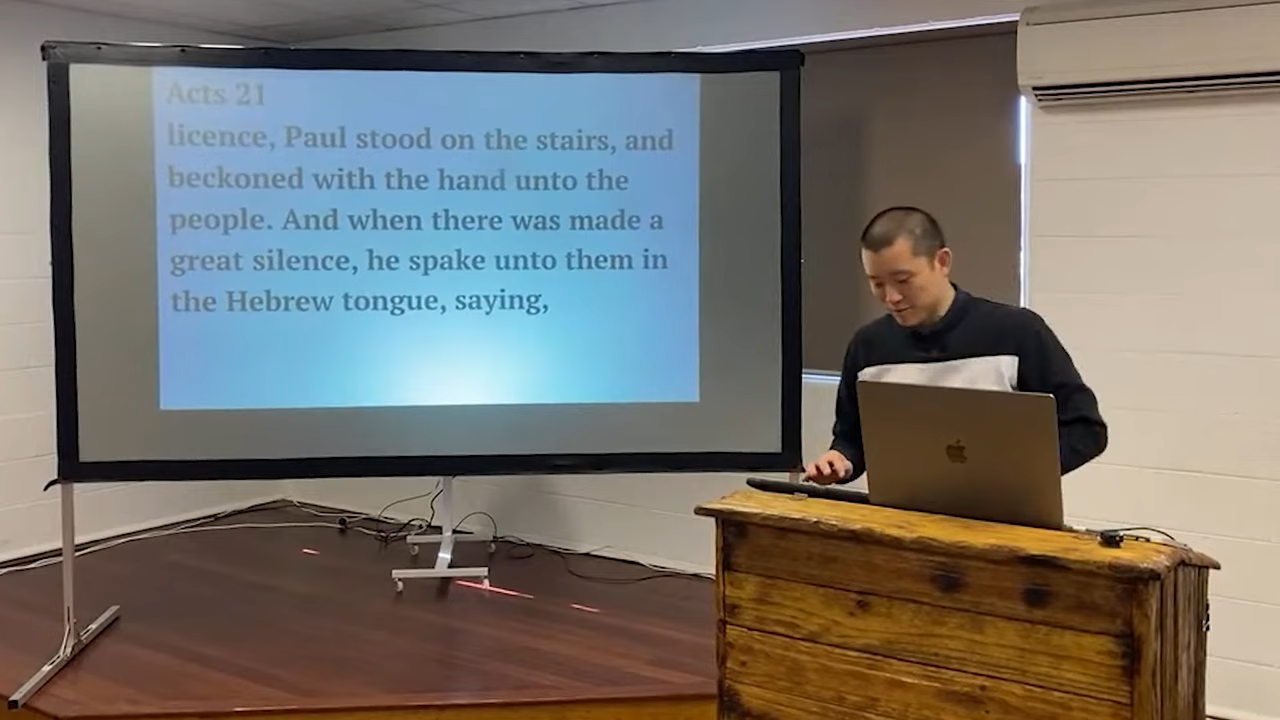 Acts 21
licence, Paul stood on the stairs, and
beckoned with the hand unto the
people. And when there was made a
great silence, he spake unto them in
the Hebrew tongue, saying,